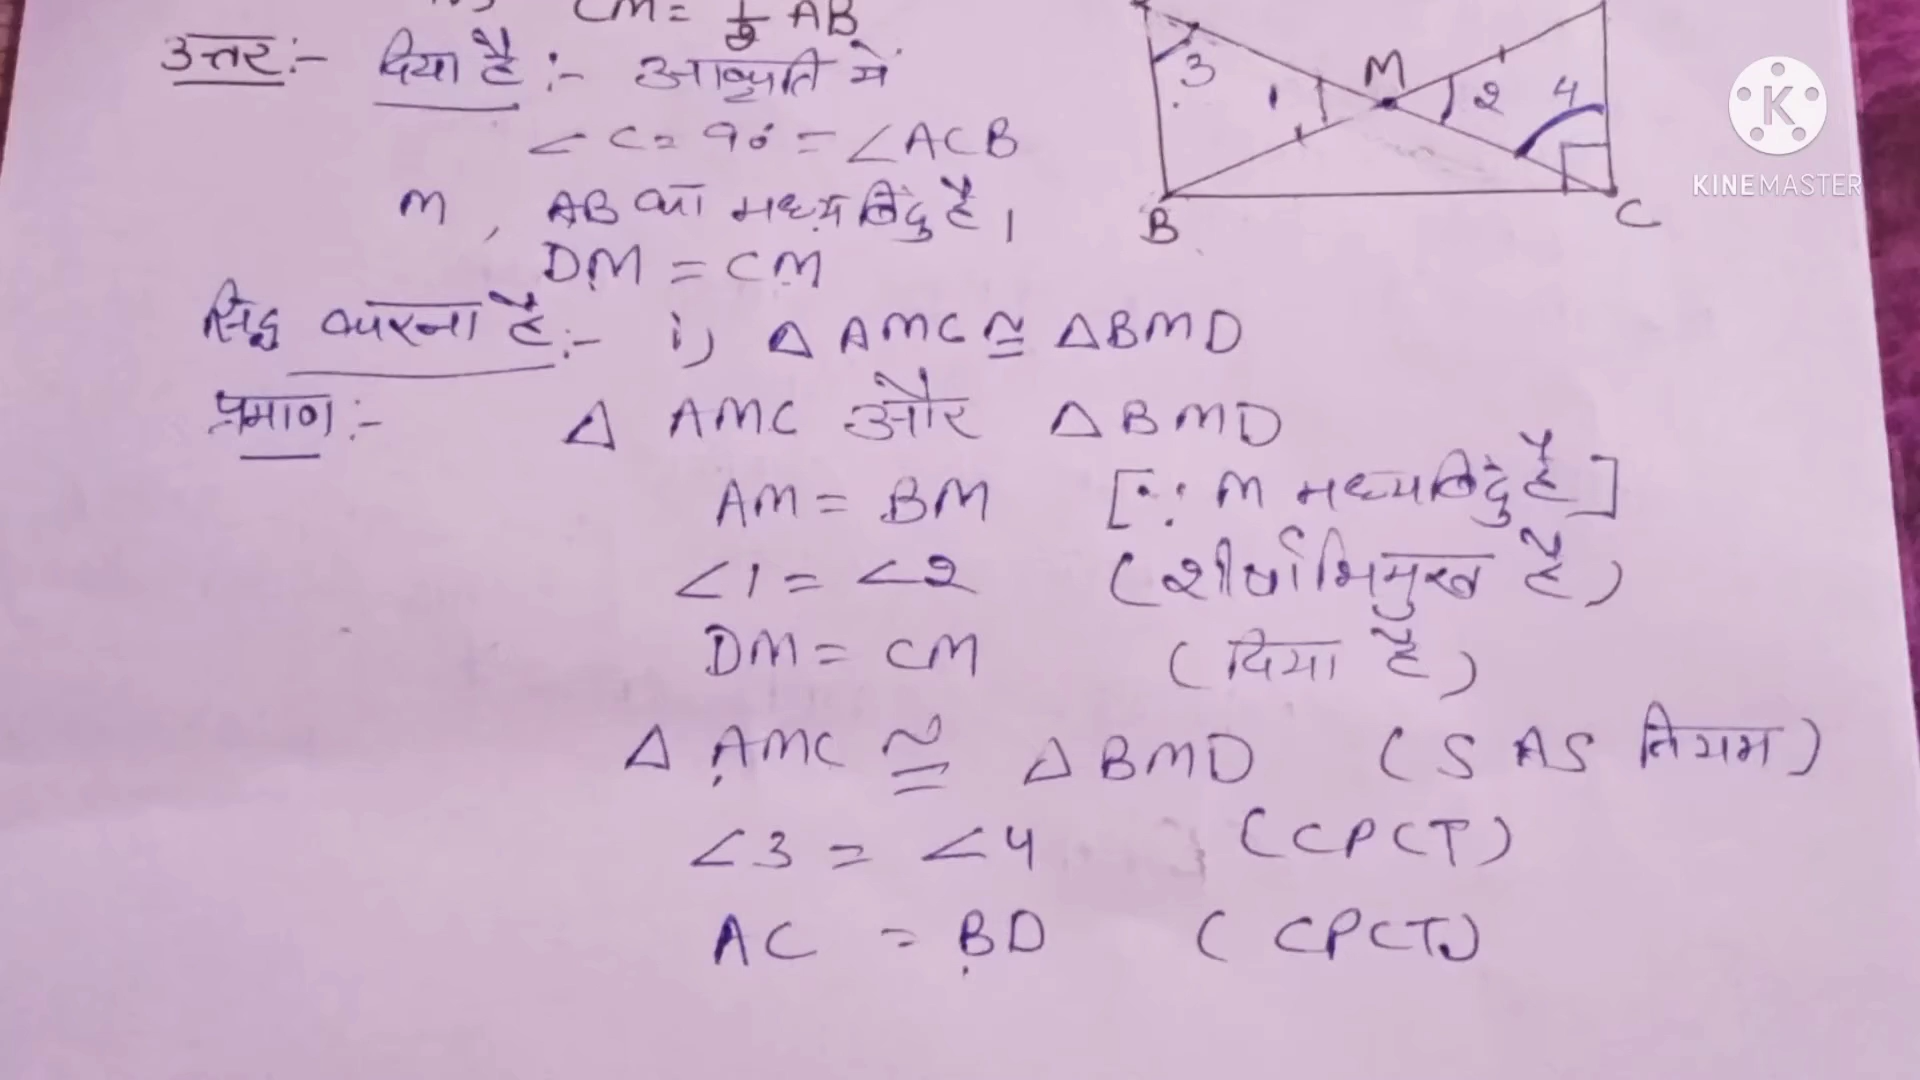 CM = 1/2 AB
उत्तर:- दिया है :- आकृति में
∠C = 90° = ∠ACB
M, AB का मध्य बिंदु है।
DM = CM
सिद्ध करना है:- i) △ AMC ≅ △BMD
प्रमाण:- △ AMC और △BMD
AM = BM [∵ M मध्य बिंदु है]
∠1 = ∠2 (शीर्षाभिमुख है)
DM = CM (दिया है)
△ AMC ≅ △BMD (SAS नियम)
∠3 = ∠4 (CPCT)
AC = BD (CPCT)
3 1 M 2 4
B C
K
KINEMASTER